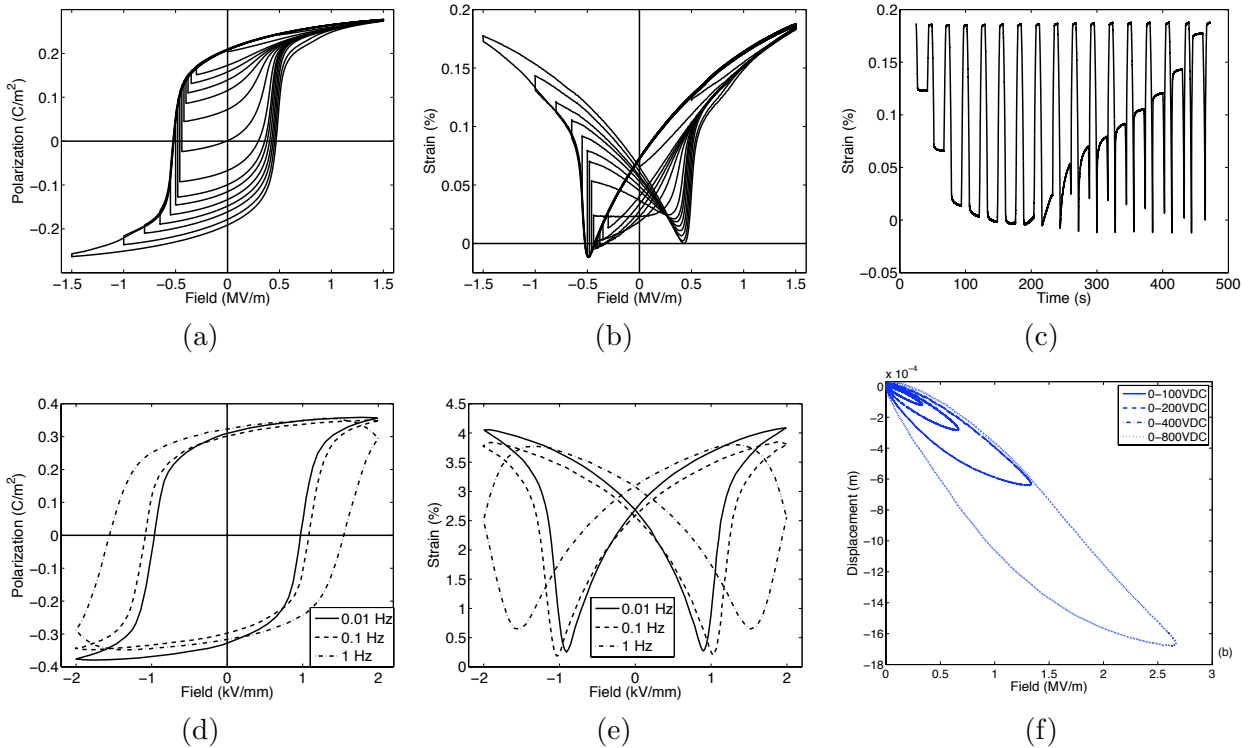 0.2
0.1
0
−0.1
−0.2
Polarization (C/m²)
−1.5 −1 −0.5 0 0.5 1 1.5
Field (MV/m)
(a)
0.2
0.15
0.1
0.05
0
Strain (%)
−1.5 −1 −0.5 0 0.5 1 1.5
Field (MV/m)
(b)
0.2
0.15
0.1
0.05
0
−0.05
Strain (%)
0 100 200 300 400 500
Time (s)
(c)
0.4
0.3
0.2
0.1
0
−0.1
−0.2
−0.3
−0.4
Polarization (C/m²)
0.01 Hz
0.1 Hz
1 Hz
−2 −1 0 1 2
Field (kV/mm)
(d)
4.5
4
3.5
3
2.5
2
1.5
1
0.5
0
Strain (%)
0.01 Hz
0.1 Hz
1 Hz
−2 −1 0 1 2
Field (kV/mm)
(e)
x 10⁻⁴
0
−2
−4
−6
−8
−10
−12
−14
−16
−18
Displacement (m)
0−100VDC
0−200VDC
0−400VDC
0−800VDC
(b)
0 0.5 1 1.5 2 2.5 3
Field (MV/m)
(f)